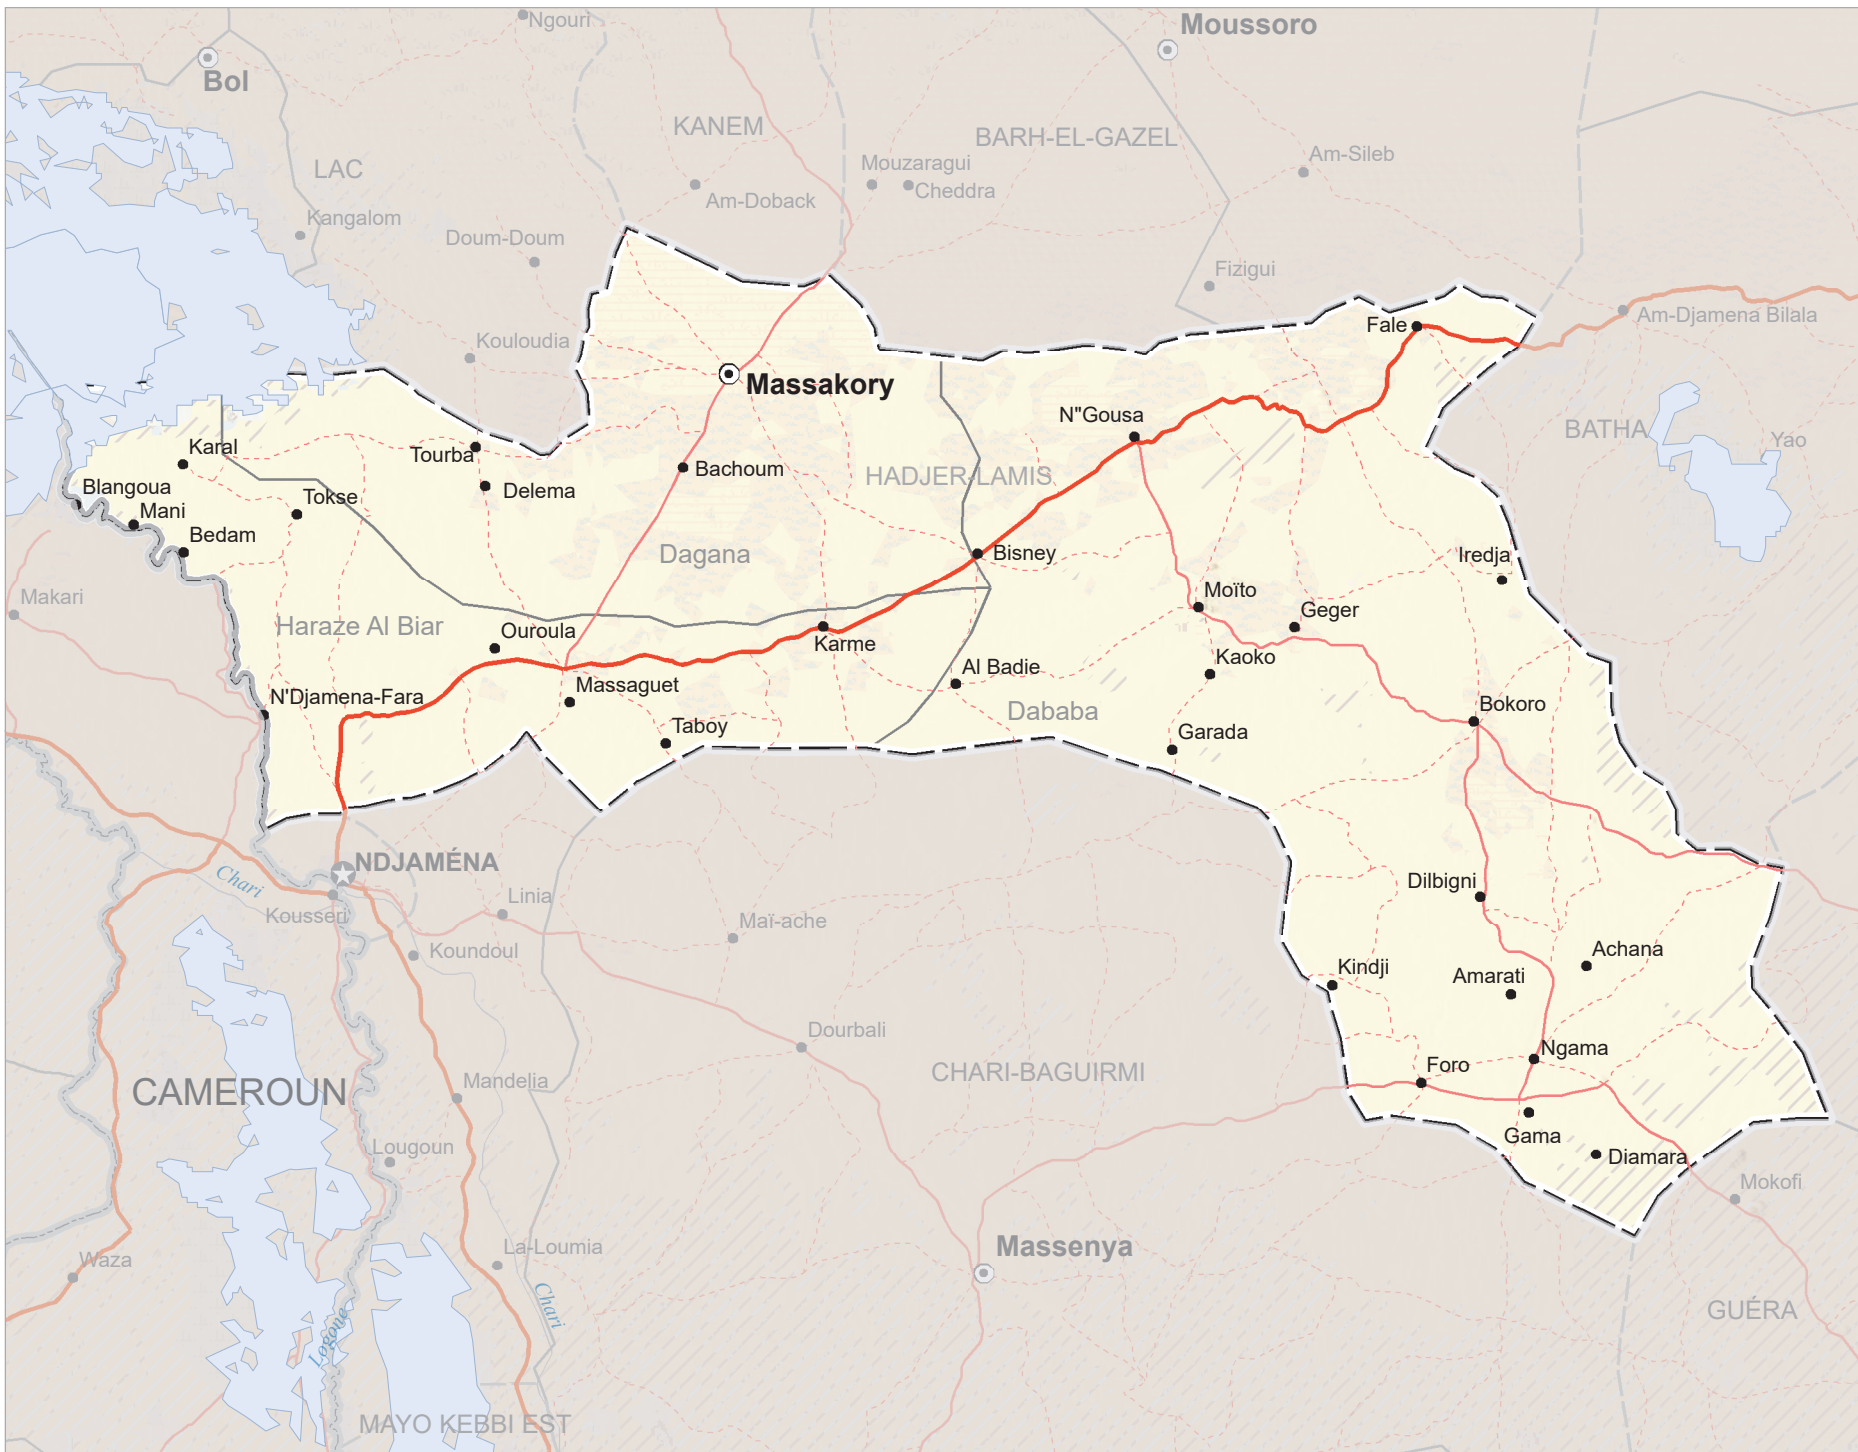 Ngouri
Moussoro
Bol
KANEM
BARH-EL-GAZEL
LAC
Mouzaragui
Am-Sileb
Cheddra
Am-Doback
Kangalom
Doum-Doum
Fizigui
Am-Djamena Bilala
Fale
Kouloudia
Massakory
N"Gousa
BATHA
Yao
Karal
Tourba
Bachoum
HADJER-LAMIS
Blangoua
Tokse
Delema
Mani
Bedam
Dagana
Bisney
Iredja
Makari
Moïto
Geger
Haraze Al Biar
Ouroula
Karme
Kaoko
Al Badie
N'Djamena-Fara
Massaguet
Dababa
Bokoro
Taboy
Garada
NDJAMÉNA
Chari
Dilbigni
Linia
Kousseri
Maï-ache
Koundoul
Achana
Kindji
Amarati
Dourbali
Ngama
Foro
CHARI-BAGUIRMI
Mandelia
CAMEROUN
Gama
Lougoun
Diamara
Mokofi
Massenya
La-Loumia
Waza
Chari
Logone
GUÉRA
MAYO KEBBI EST